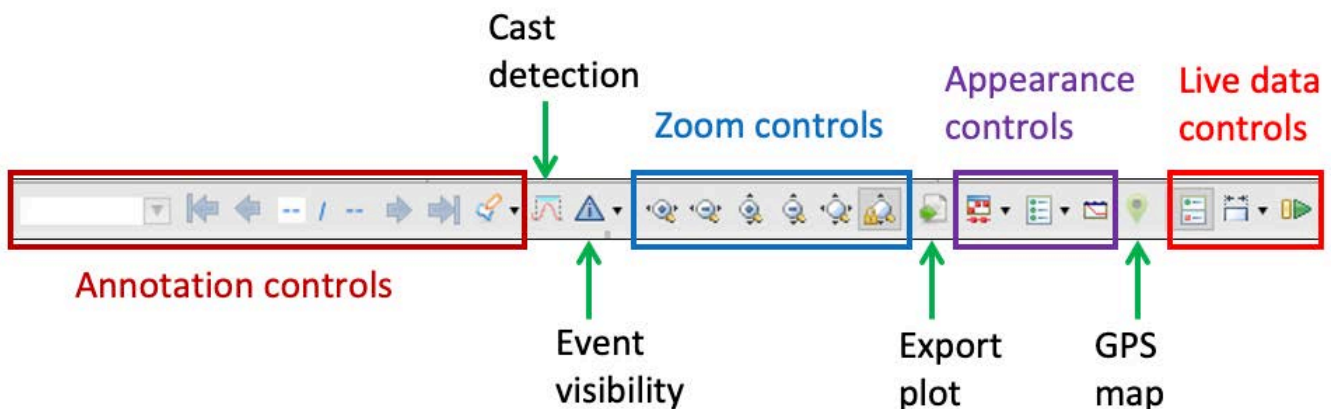 Cast
detection
Zoom controls
Appearance
controls
Live data
controls
-- / --
Annotation controls
Event
visibility
Export
plot
GPS
map